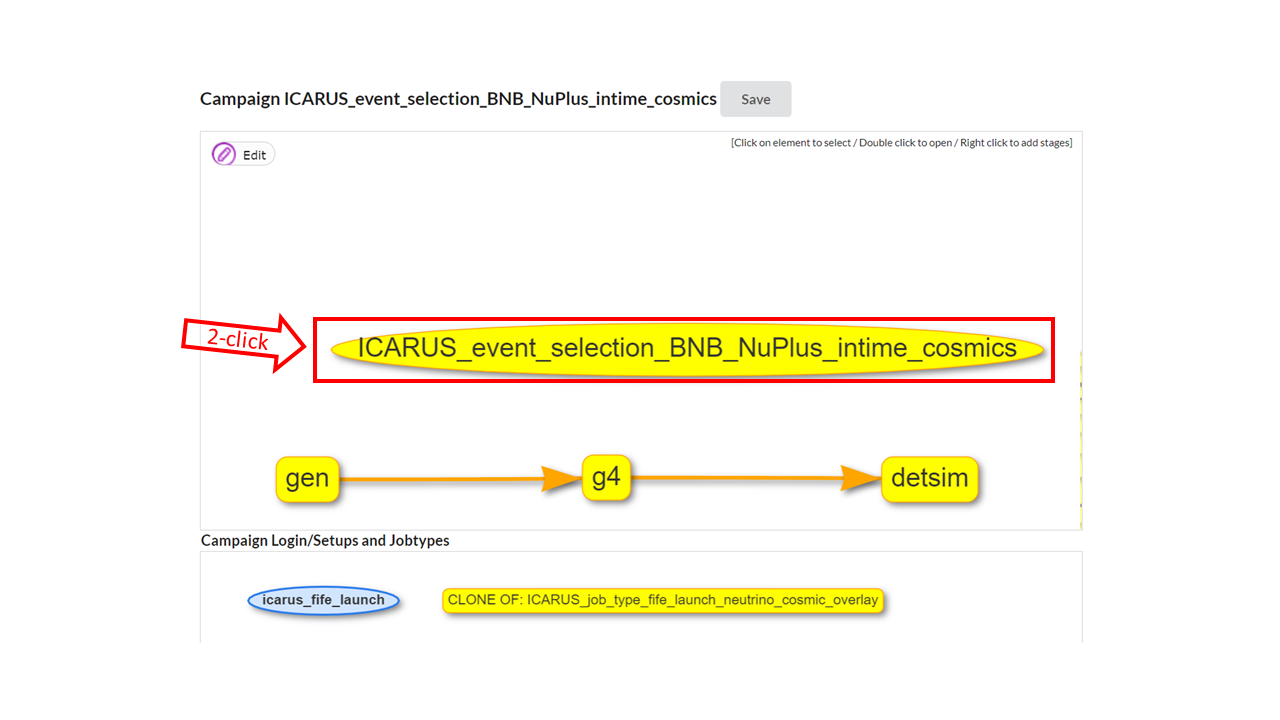 Campaign ICARUS_event_selection_BNB_NuPlus_intime_cosmics Save
Edit
[Click on element to select / Double click to open / Right click to add stages]
2-click
ICARUS_event_selection_BNB_NuPlus_intime_cosmics
gen g4 detsim
Campaign Login/Setups and Jobtypes
icarus_fife_launch
CLONE OF: ICARUS_job_type_fife_launch_neutrino_cosmic_overlay